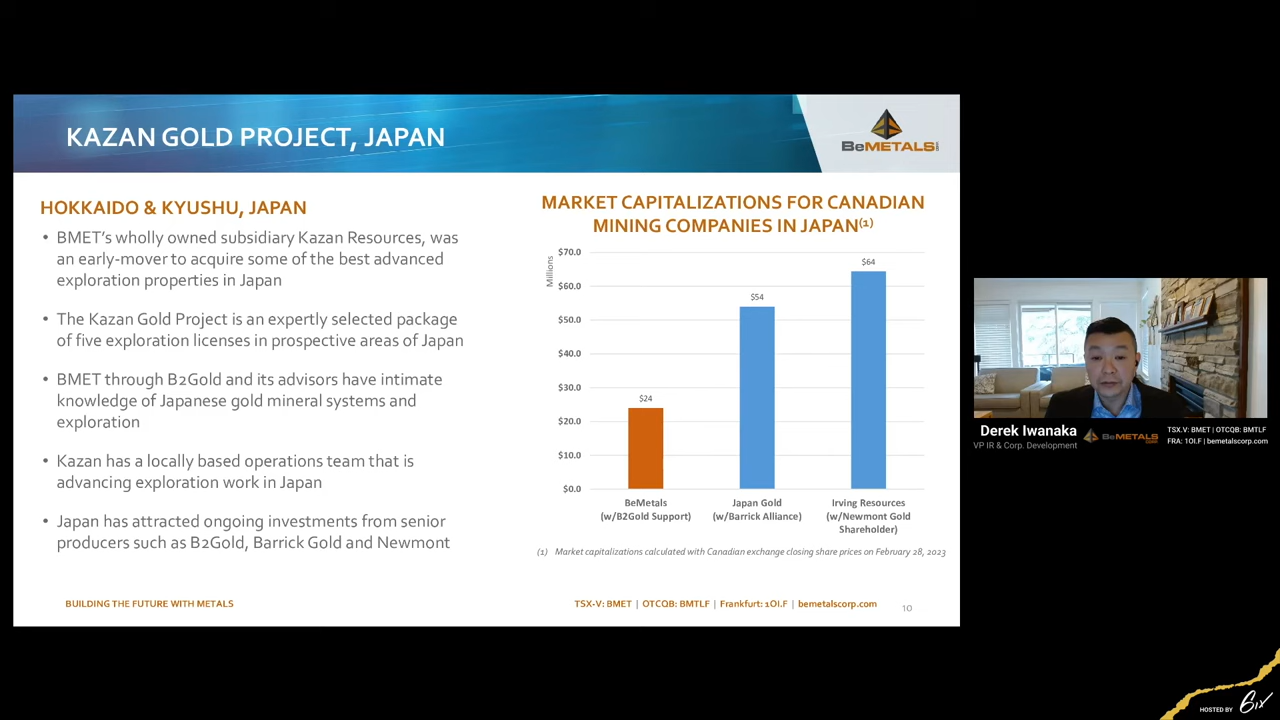 KAZAN GOLD PROJECT, JAPAN
BeMETALS
HOKKAIDO & KYUSHU, JAPAN
• BMET's wholly owned subsidiary Kazan Resources, was
an early-mover to acquire some of the best advanced
exploration properties in Japan
• The Kazan Gold Project is an expertly selected package
of five exploration licenses in prospective areas of Japan
• BMET through B2Gold and its advisors have intimate
knowledge of Japanese gold mineral systems and
exploration
• Kazan has a locally based operations team that is
advancing exploration work in Japan
• Japan has attracted ongoing investments from senior
producers such as B2Gold, Barrick Gold and Newmont
MARKET CAPITALIZATIONS FOR CANADIAN
MINING COMPANIES IN JAPAN(1)
Millions
$70.0
$60.0
$50.0
$40.0
$30.0
$20.0
$10.0
$0.0
$24
$54
$64
BeMetals
(w/B2Gold Support)
Japan Gold
(w/Barrick Alliance)
Irving Resources
(w/Newmont Gold
Shareholder)
(1) Market capitalizations calculated with Canadian exchange closing share prices on February 28, 2023
BUILDING THE FUTURE WITH METALS
TSX-V: BMET | OTCQB: BMTLF | Frankfurt: 1OI.F | bemetalscorp.com
10
Derek Iwanaka
VP IR & Corp. Development
BeMETALS
TSX.V: BMET | OTCQB: BMTLF
FRA: 1OI.F | bemetalscorp.com
HOSTED BY 6ix